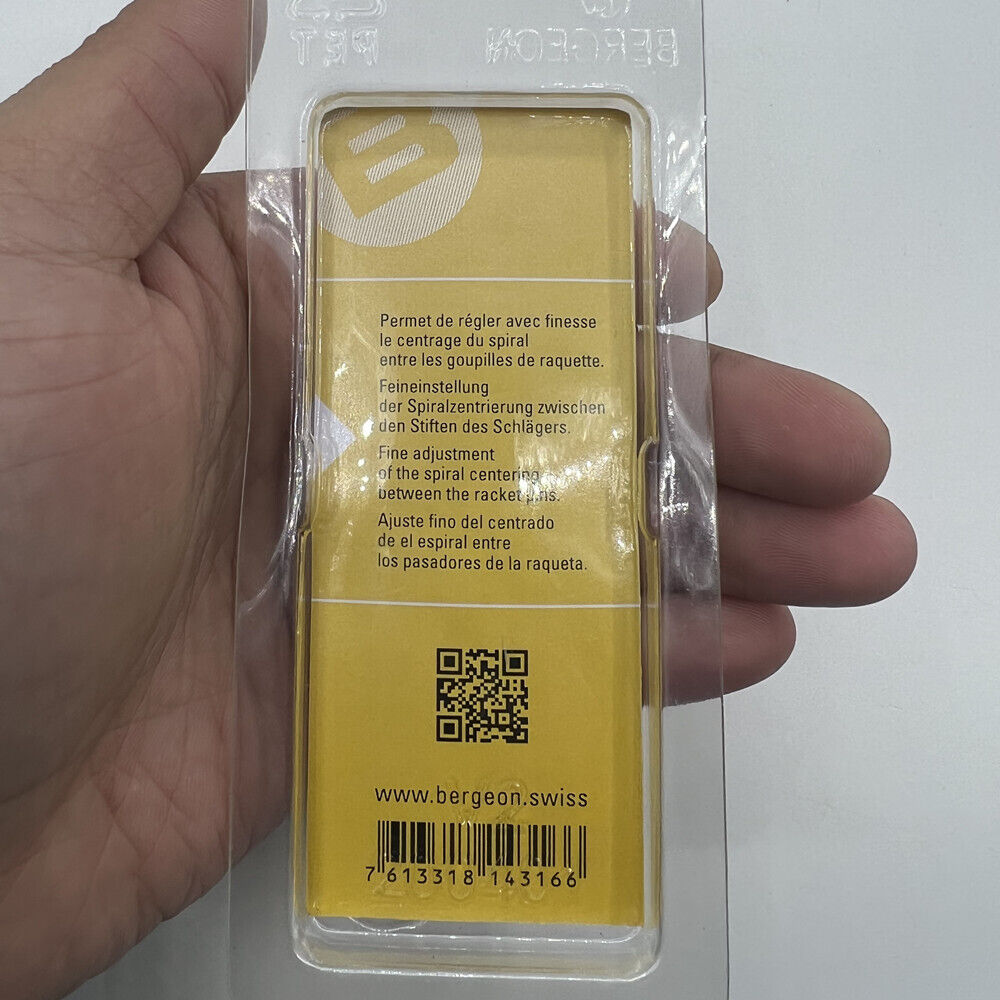 PET
BERGEON
B
Permet de régler avec finesse
le centrage du spiral
entre les goupilles de raquette.
Feineinstellung
der Spiralzentrierung zwischen
den Stiften des Schlägers.
Fine adjustment
of the spiral centering
between the racket pins.
Ajuste fino del centrado
de el espiral entre
los pasadores de la raqueta.
www.bergeon.swiss
7 613318 143166